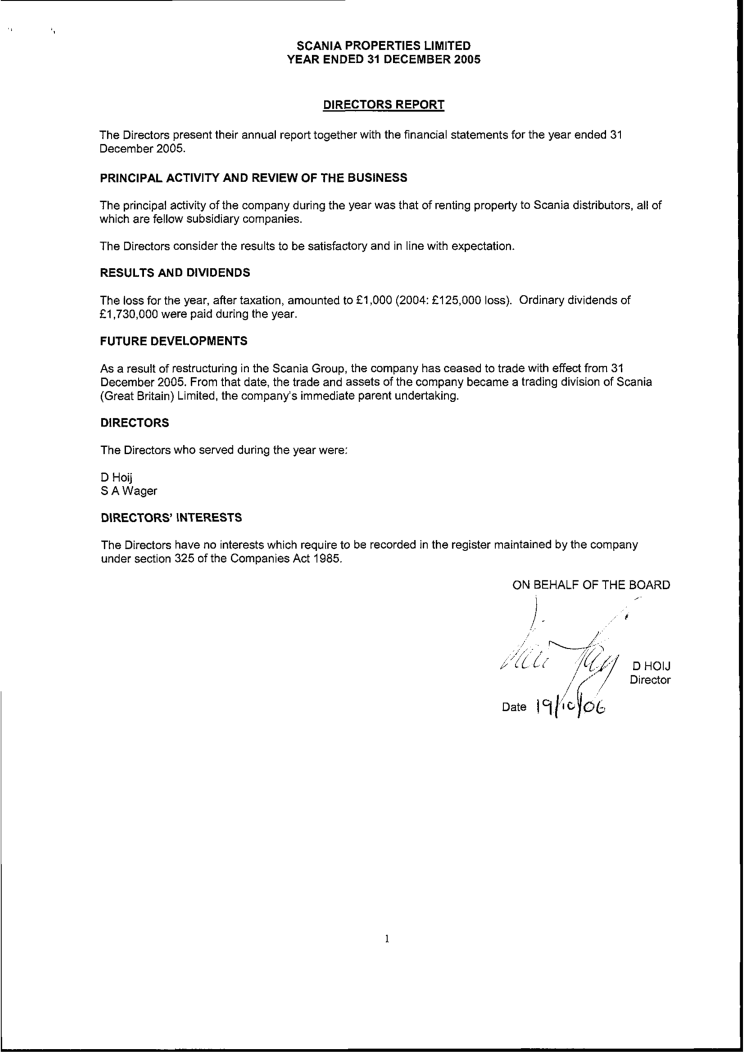 SCANIA PROPERTIES LIMITED
YEAR ENDED 31 DECEMBER 2005
DIRECTORS REPORT
The Directors present their annual report together with the financial statements for the year ended 31
December 2005.
PRINCIPAL ACTIVITY AND REVIEW OF THE BUSINESS
The principal activity of the company during the year was that of renting property to Scania distributors, all of
which are fellow subsidiary companies.
The Directors consider the results to be satisfactory and in line with expectation.
RESULTS AND DIVIDENDS
The loss for the year, after taxation, amounted to £1,000 (2004: £125,000 loss). Ordinary dividends of
£1,730,000 were paid during the year.
FUTURE DEVELOPMENTS
As a result of restructuring in the Scania Group, the company has ceased to trade with effect from 31
December 2005. From that date, the trade and assets of the company became a trading division of Scania
(Great Britain) Limited, the company's immediate parent undertaking.
DIRECTORS
The Directors who served during the year were:
D Hoij
S A Wager
DIRECTORS' INTERESTS
The Directors have no interests which require to be recorded in the register maintained by the company
under section 325 of the Companies Act 1985.
ON BEHALF OF THE BOARD
D HOIJ
Director
Date 19/10/06
1